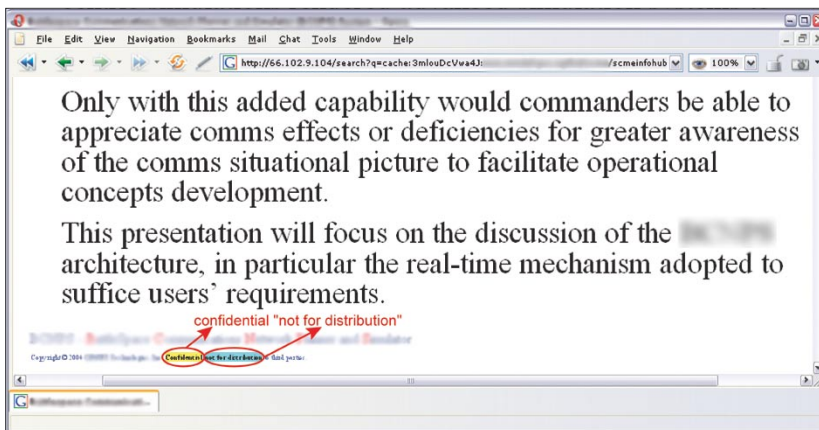 File Edit View Navigation Bookmarks Mail Chat Tools Window Help
http://66.102.9.104/search?q=cache:3mlouDcVwa4J: /scmeinfohub 100%
Only with this added capability would commanders be able to
appreciate comms effects or deficiencies for greater awareness
of the comms situational picture to facilitate operational
concepts development.
This presentation will focus on the discussion of the
architecture, in particular the real-time mechanism adopted to
suffice users' requirements.
confidential "not for distribution"
Copyright© 2004 Confidential not for distribution third parties